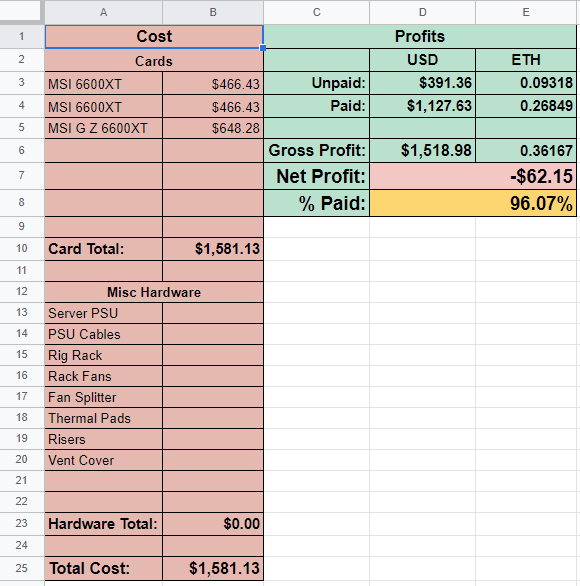 A B C D E
1 Cost Profits
2 Cards USD ETH
3 MSI 6600XT $466.43 Unpaid: $391.36 0.09318
4 MSI 6600XT $466.43 Paid: $1,127.63 0.26849
5 MSI G Z 6600XT $648.28
6 Gross Profit: $1,518.98 0.36167
7 Net Profit: -$62.15
8 % Paid: 96.07%
9
10 Card Total: $1,581.13
11
12 Misc Hardware
13 Server PSU
14 PSU Cables
15 Rig Rack
16 Rack Fans
17 Fan Splitter
18 Thermal Pads
19 Risers
20 Vent Cover
21
22
23 Hardware Total: $0.00
24
25 Total Cost: $1,581.13